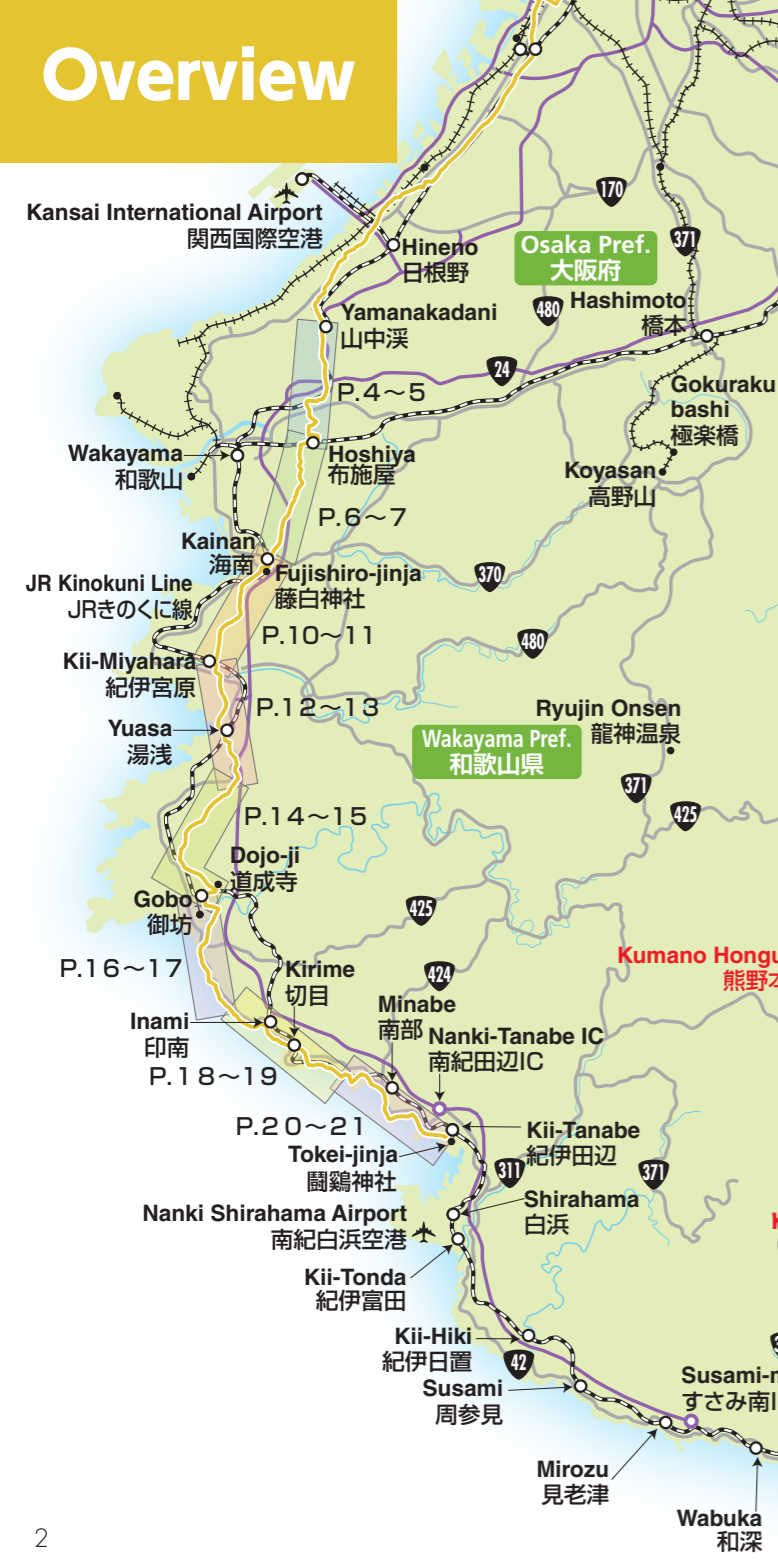 Overview
Kansai International Airport
関西国際空港
170
371
Hineno
日根野
Osaka Pref.
大阪府
480
Hashimoto
橋本
Yamanakadani
山中渓
24
P.4～5
Gokuraku
bashi
極楽橋
Wakayama
和歌山
Hoshiya
布施屋
Koyasan
高野山
P.6～7
Kainan
海南
Fujishiro-jinja
藤白神社
370
JR Kinokuni Line
JRきのくに線
P.10～11
480
Kii-Miyahara
紀伊宮原
P.12～13
Ryujin Onsen
龍神温泉
Yuasa
湯浅
Wakayama Pref.
和歌山県
371
425
P.14～15
Dojo-ji
道成寺
Gobo
御坊
425
P.16～17
Kirime
切目
424
Kumano Hongu
熊野本
Minabe
南部
Inami
印南
Nanki-Tanabe IC
南紀田辺IC
P.18～19
P.20～21
Kii-Tanabe
紀伊田辺
Tokei-jinja
闘鶏神社
311
371
Shirahama
白浜
Nanki Shirahama Airport
南紀白浜空港
Kii-Tonda
紀伊富田
Kii-Hiki
紀伊日置
42
Susami
周参見
Susami-m
すさみ南I
Mirozu
見老津
Wabuka
和深
2